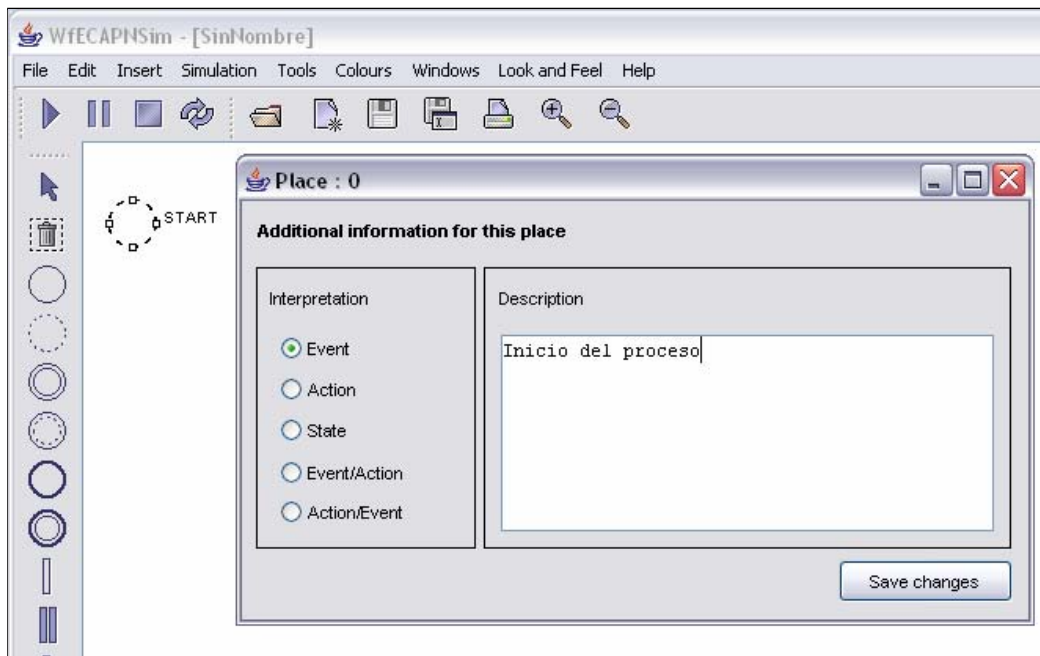 WfECAPNSim - [SinNombre]
File Edit Insert Simulation Tools Colours Windows Look and Feel Help
START
Place : 0
Additional information for this place
Interpretation
Event
Action
State
Event/Action
Action/Event
Description
Inicio del proceso
Save changes